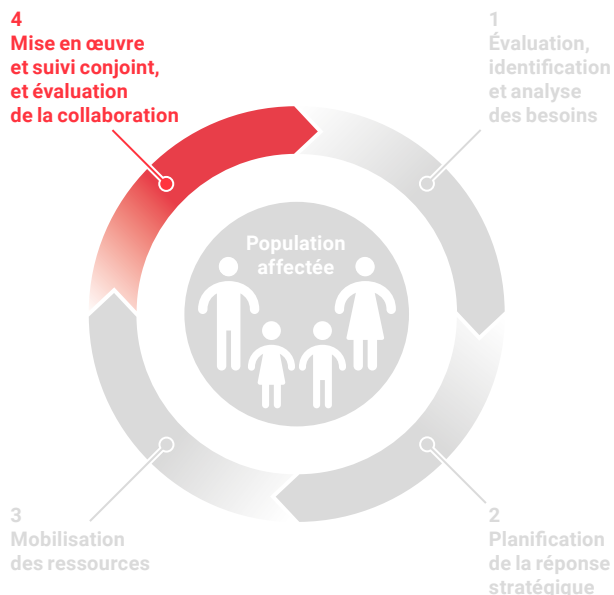 4
Mise en œuvre
et suivi conjoint,
et évaluation
de la collaboration
1
Évaluation,
identification
et analyse
des besoins
Population
affectée
3
Mobilisation
des ressources
2
Planification
de la réponse
stratégique